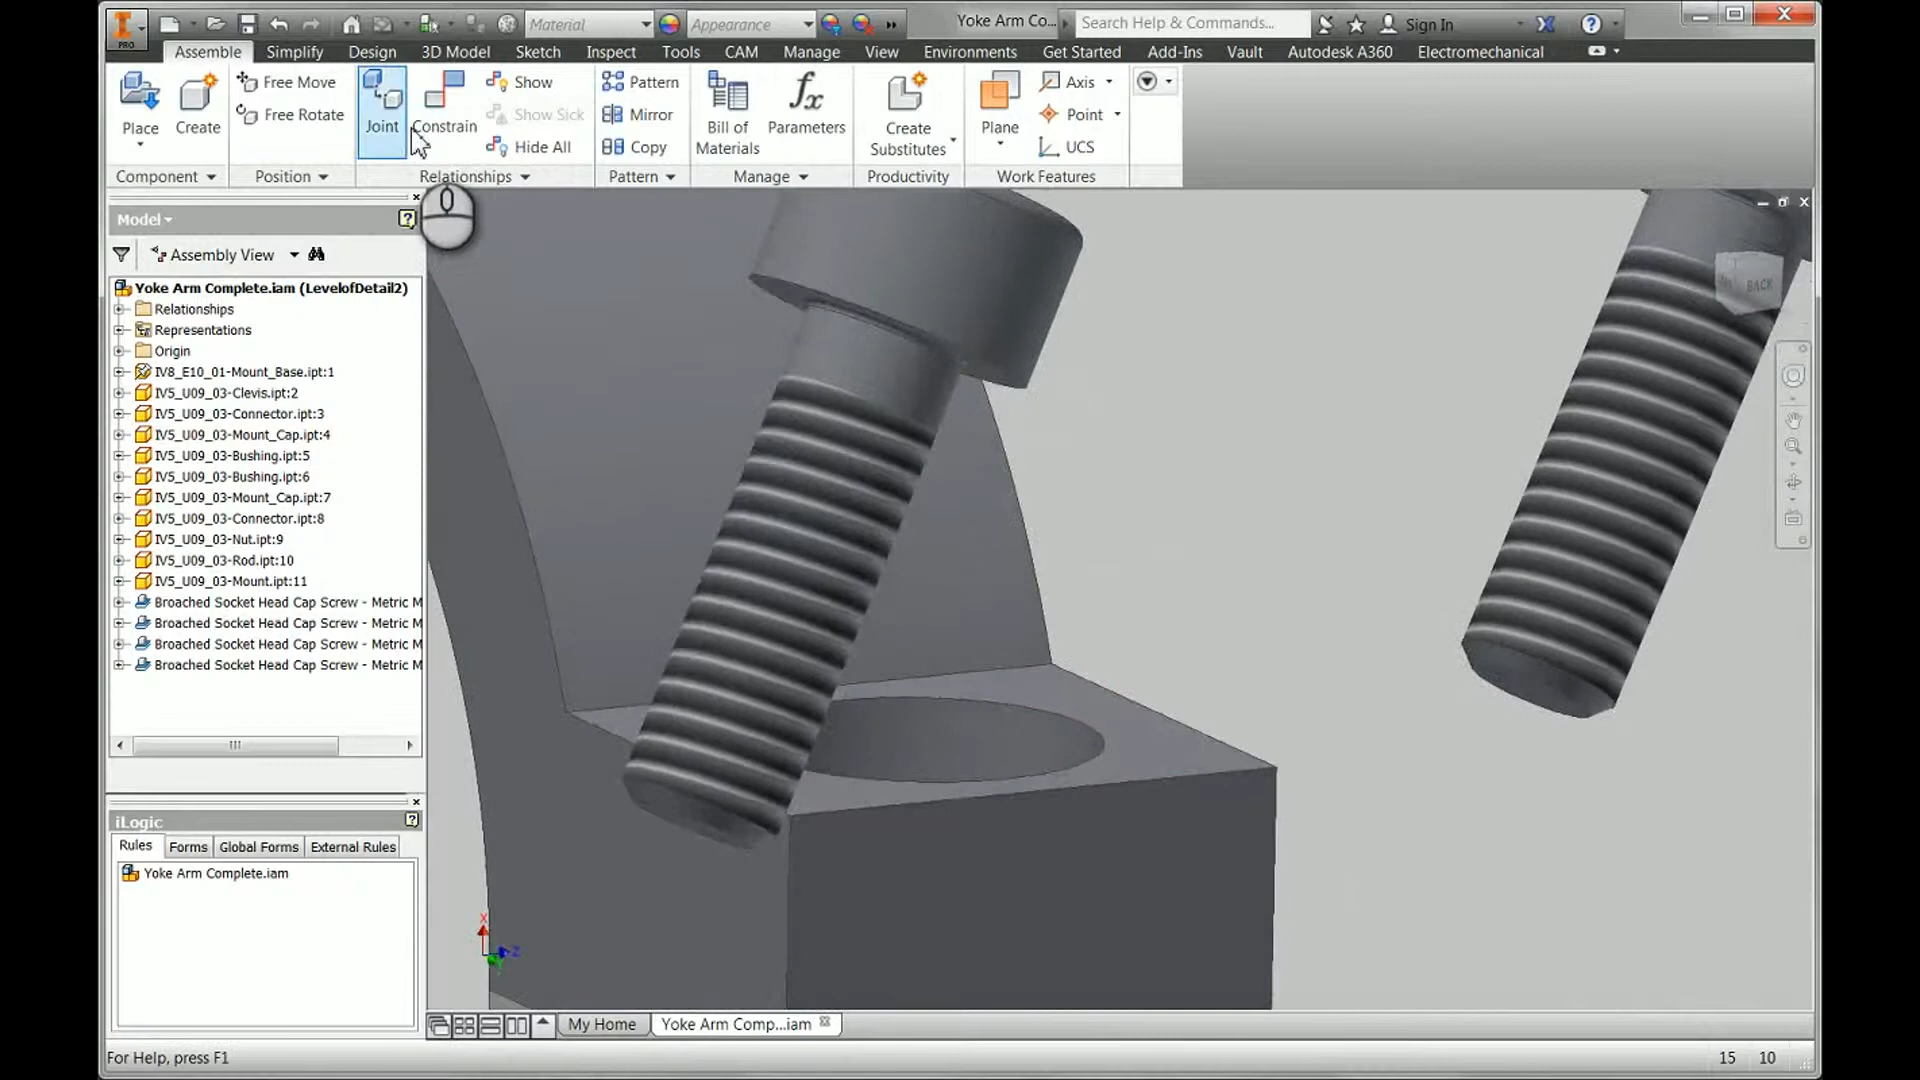 PRO
Material
Appearance
Yoke Arm Co...
Search Help & Commands...
Sign In
Assemble Simplify Design 3D Model Sketch Inspect Tools CAM Manage View Environments Get Started Add-Ins Vault Autodesk A360 Electromechanical
Place Create
Free Move
Free Rotate
Joint Constrain
Show
Show Sick
Hide All
Pattern
Mirror
Copy
Bill of Materials
Parameters
Create Substitutes
Plane
Axis
Point
UCS
Component Position Relationships Pattern Manage Productivity Work Features
Model
Assembly View
Yoke Arm Complete.iam (LevelofDetail2)
Relationships
Representations
Origin
IV8_E10_01-Mount_Base.ipt:1
IV5_U09_03-Clevis.ipt:2
IV5_U09_03-Connector.ipt:3
IV5_U09_03-Mount_Cap.ipt:4
IV5_U09_03-Bushing.ipt:5
IV5_U09_03-Bushing.ipt:6
IV5_U09_03-Mount_Cap.ipt:7
IV5_U09_03-Connector.ipt:8
IV5_U09_03-Nut.ipt:9
IV5_U09_03-Rod.ipt:10
IV5_U09_03-Mount.ipt:11
Broached Socket Head Cap Screw - Metric M
Broached Socket Head Cap Screw - Metric M
Broached Socket Head Cap Screw - Metric M
Broached Socket Head Cap Screw - Metric M
BACK
iLogic
Rules Forms Global Forms External Rules
Yoke Arm Complete.iam
X
Z
My Home
Yoke Arm Comp...iam
For Help, press F1
15 10